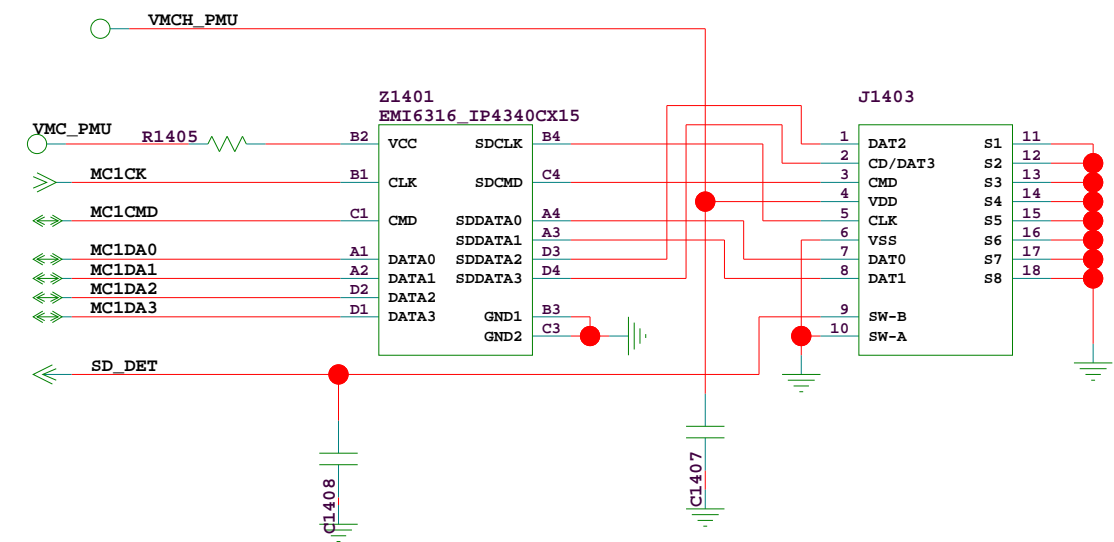 VMCH_PMU
Z1401
EMI6316_IP4340CX15
J1403
VMC_PMU
R1405
B2 VCC SDCLK B4
MC1CK
B1 CLK SDCMD C4
MC1CMD
C1 CMD SDDATA0 A4
SDDATA1 A3
MC1DA0
A1 DATA0 SDDATA2 D3
MC1DA1
A2 DATA1 SDDATA3 D4
MC1DA2
D2 DATA2
MC1DA3
D1 DATA3 GND1 B3
GND2 C3
1 DAT2 S1 11
2 CD/DAT3 S2 12
3 CMD S3 13
4 VDD S4 14
5 CLK S5 15
6 VSS S6 16
7 DAT0 S7 17
8 DAT1 S8 18
9 SW-B
10 SW-A
SD_DET
C1408
C1407